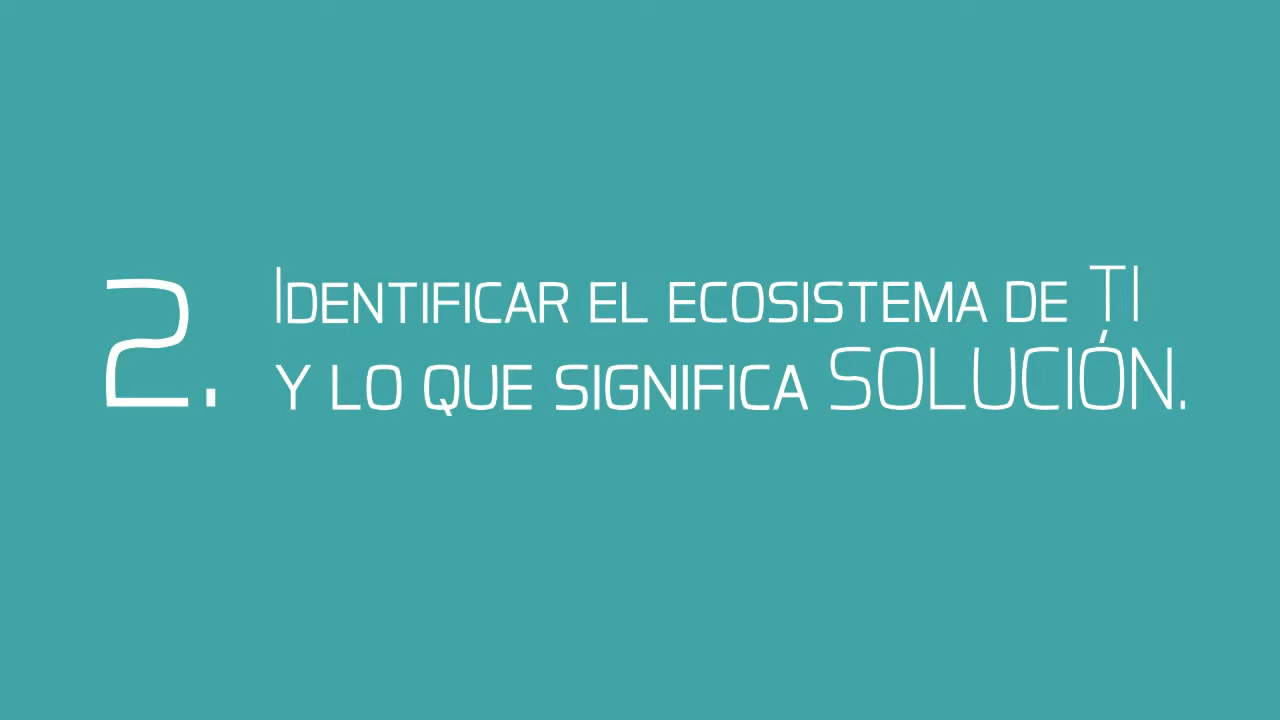 2. Identificar el ecosistema de TI
y lo que significa SOLUCIÓN.